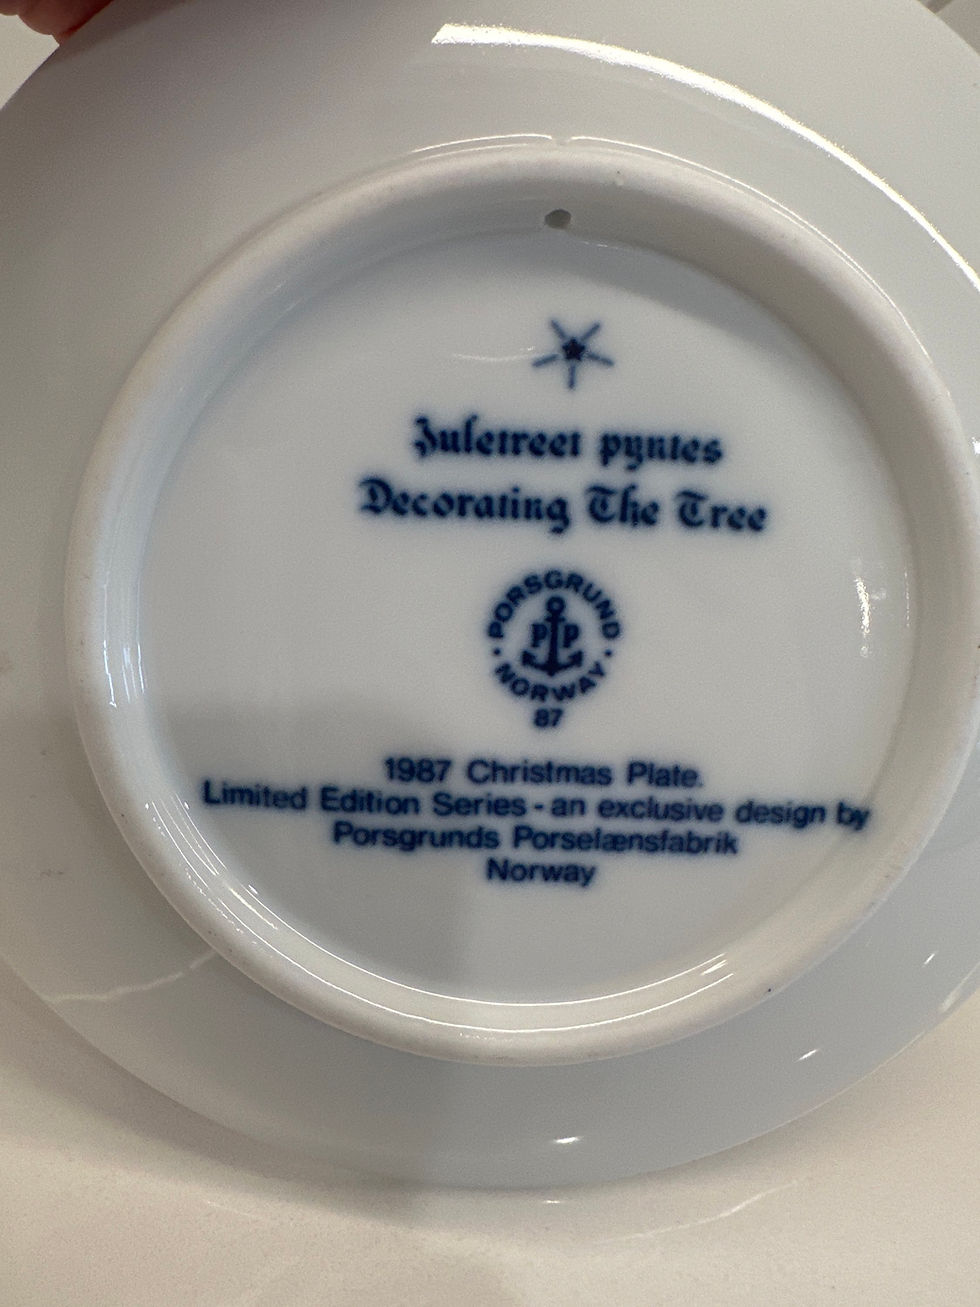 Juletreet pyntes
Decorating The Tree
PORSGRUND
PP
· NORWAY ·
87
1987 Christmas Plate.
Limited Edition Series - an exclusive design by
Porsgrunds Porselænsfabrik
Norway